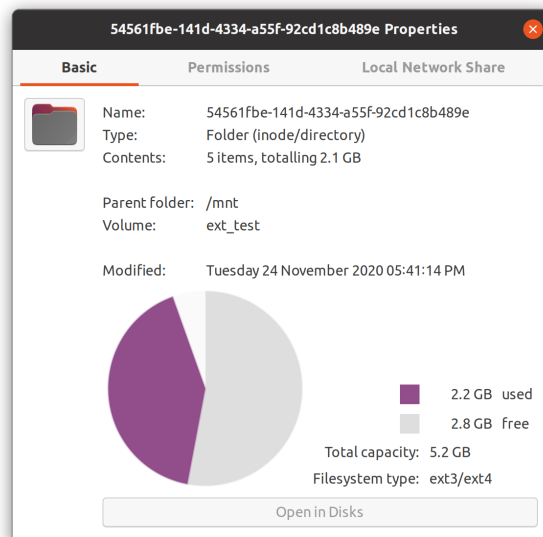 54561fbe-141d-4334-a55f-92cd1c8b489e Properties
Basic Permissions Local Network Share
Name: 54561fbe-141d-4334-a55f-92cd1c8b489e
Type: Folder (inode/directory)
Contents: 5 items, totalling 2.1 GB
Parent folder: /mnt
Volume: ext_test
Modified: Tuesday 24 November 2020 05:41:14 PM
2.2 GB used
2.8 GB free
Total capacity: 5.2 GB
Filesystem type: ext3/ext4
Open in Disks